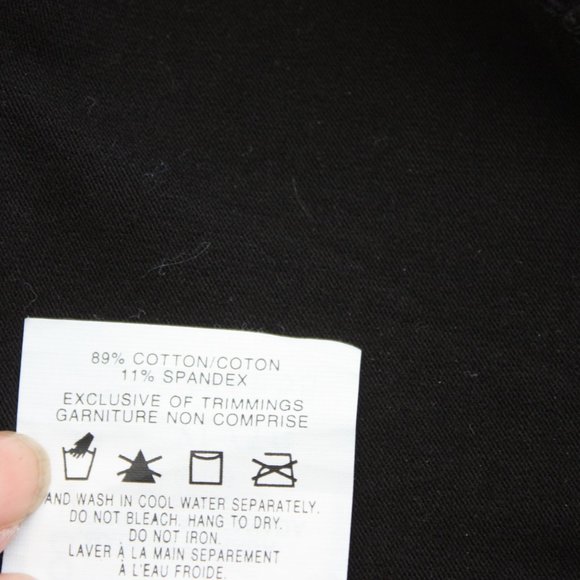 89% COTTON/COTON
11% SPANDEX
EXCLUSIVE OF TRIMMINGS
GARNITURE NON COMPRISE
AND WASH IN COOL WATER SEPARATELY.
DO NOT BLEACH. HANG TO DRY.
DO NOT IRON.
LAVER À LA MAIN SEPAREMENT
À L'EAU FROIDE.